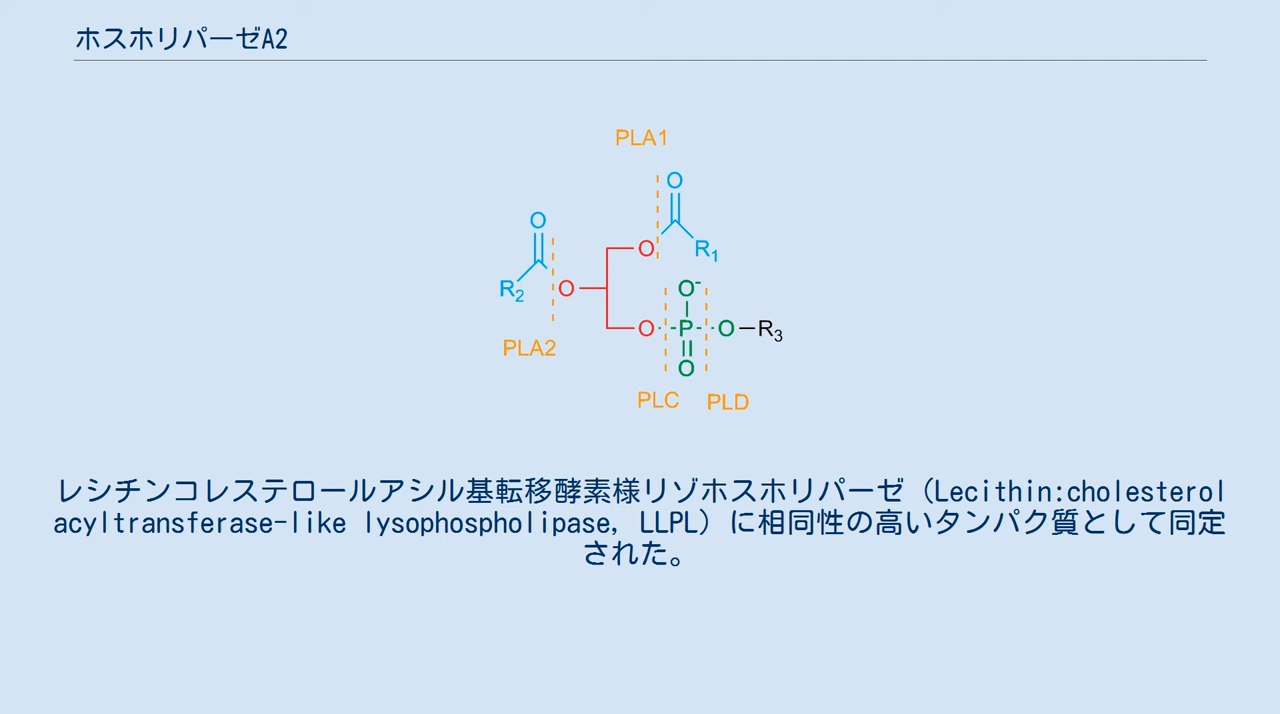 ホスホリパーゼA2
PLA1
O
O
O
R1
R2
O
O-
O
P
O
R3
PLA2
O
PLC
PLD
レシチンコレステロールアシル基転移酵素様リゾホスホリパーゼ（Lecithin:cholesterol
acyltransferase-like lysophospholipase, LLPL）に相同性の高いタンパク質として同定
された。